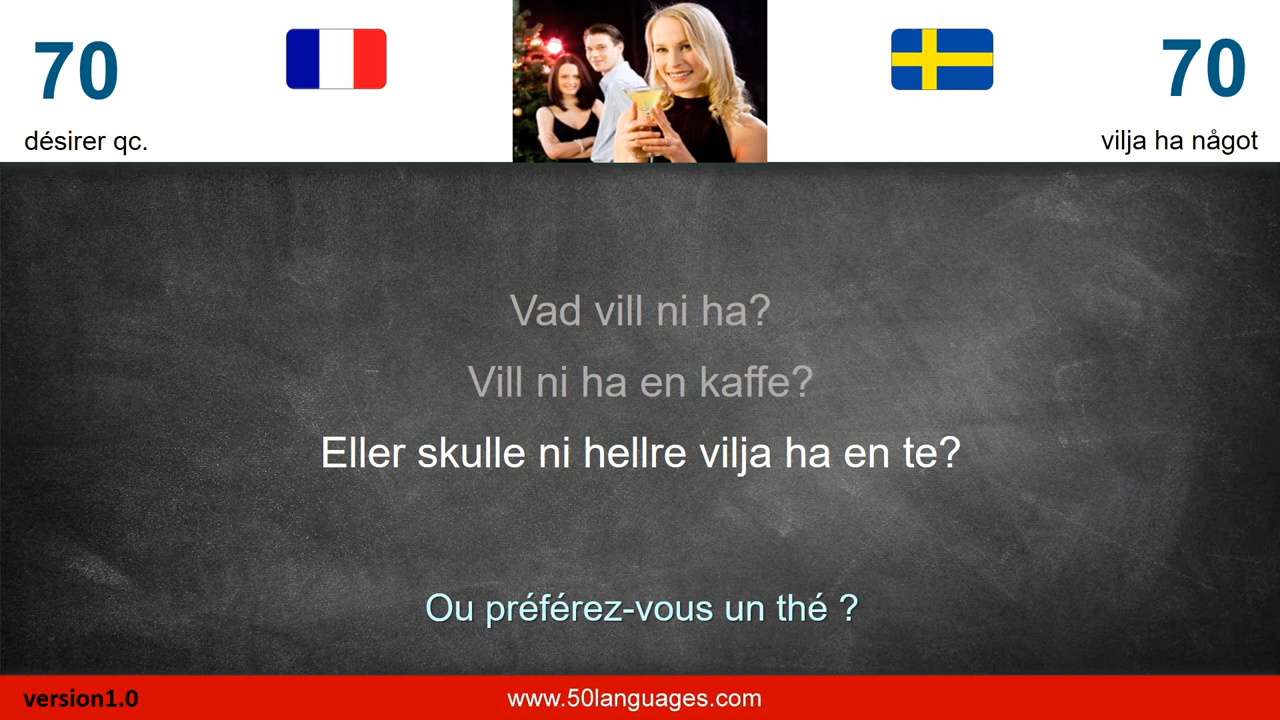 70
70
désirer qc.
vilja ha något
Vad vill ni ha?
Vill ni ha en kaffe?
Eller skulle ni hellre vilja ha en te?
Ou préférez-vous un thé ?
version1.0
www.50languages.com